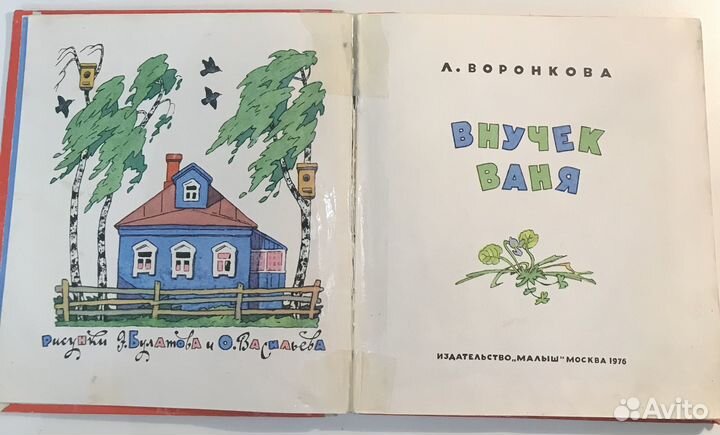 Рисунки Э. Булатова и О. Васильева
Л. ВОРОНКОВА
ВНУЧЕК
ВАНЯ
ИЗДАТЕЛЬСТВО „МАЛЫШ" МОСКВА 1976
Avito